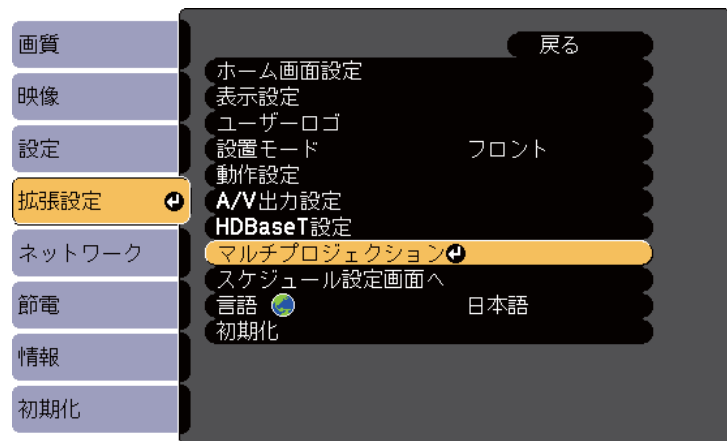 画質
映像
設定
拡張設定
ネットワーク
節電
情報
初期化
戻る
ホーム画面設定
表示設定
ユーザーロゴ
設置モード フロント
動作設定
A/V出力設定
HDBaseT設定
マルチプロジェクション
スケジュール設定画面へ
言語 日本語
初期化